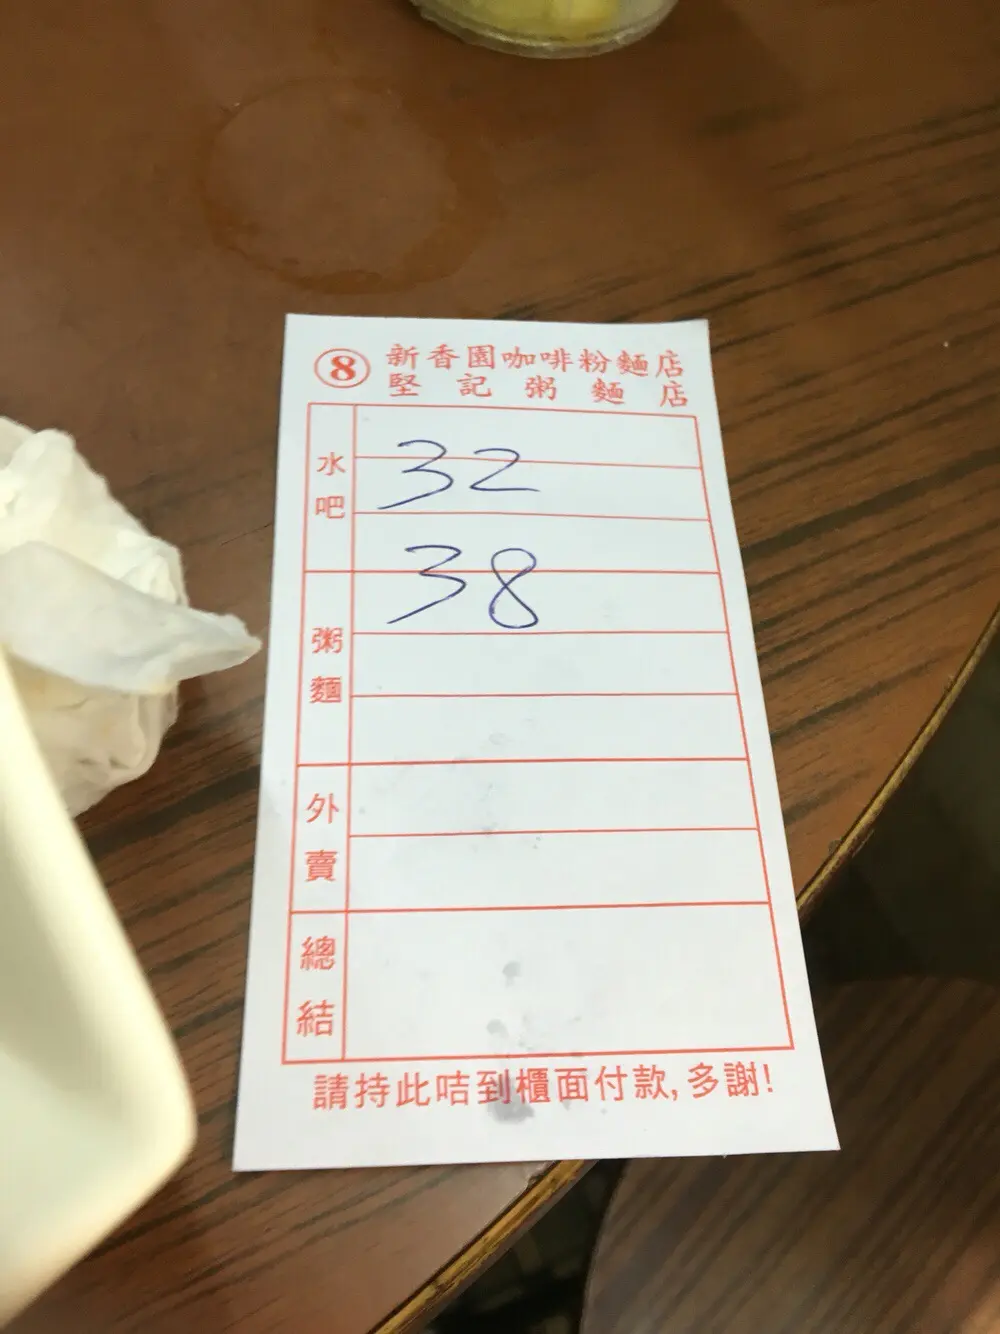 8
新香園咖啡粉麵店
堅記粥麵店
水吧
32
38
粥麵
外賣
總結
請持此咭到櫃面付款,多謝!